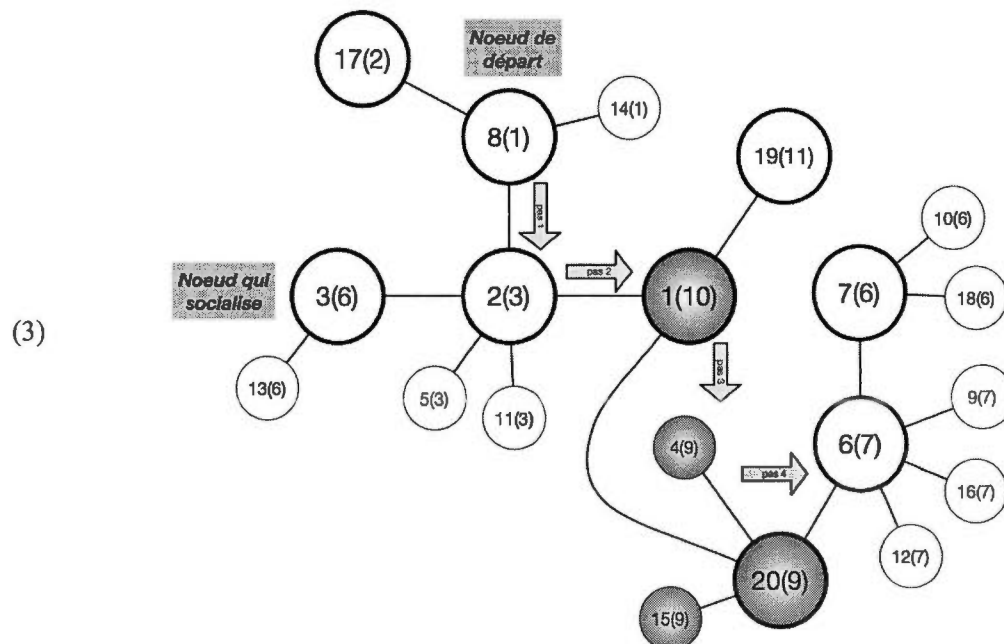 17(2)
Noeud de
départ
14(1)
8(1)
19(11)
pas 1
10(6)
Noeud qui
socialise
3(6)
2(3)
pas 2
1(10)
7(6)
18(6)
(3)
13(6)
5(3)
11(3)
pas 3
9(7)
4(9)
6(7)
pas 4
16(7)
12(7)
20(9)
15(9)